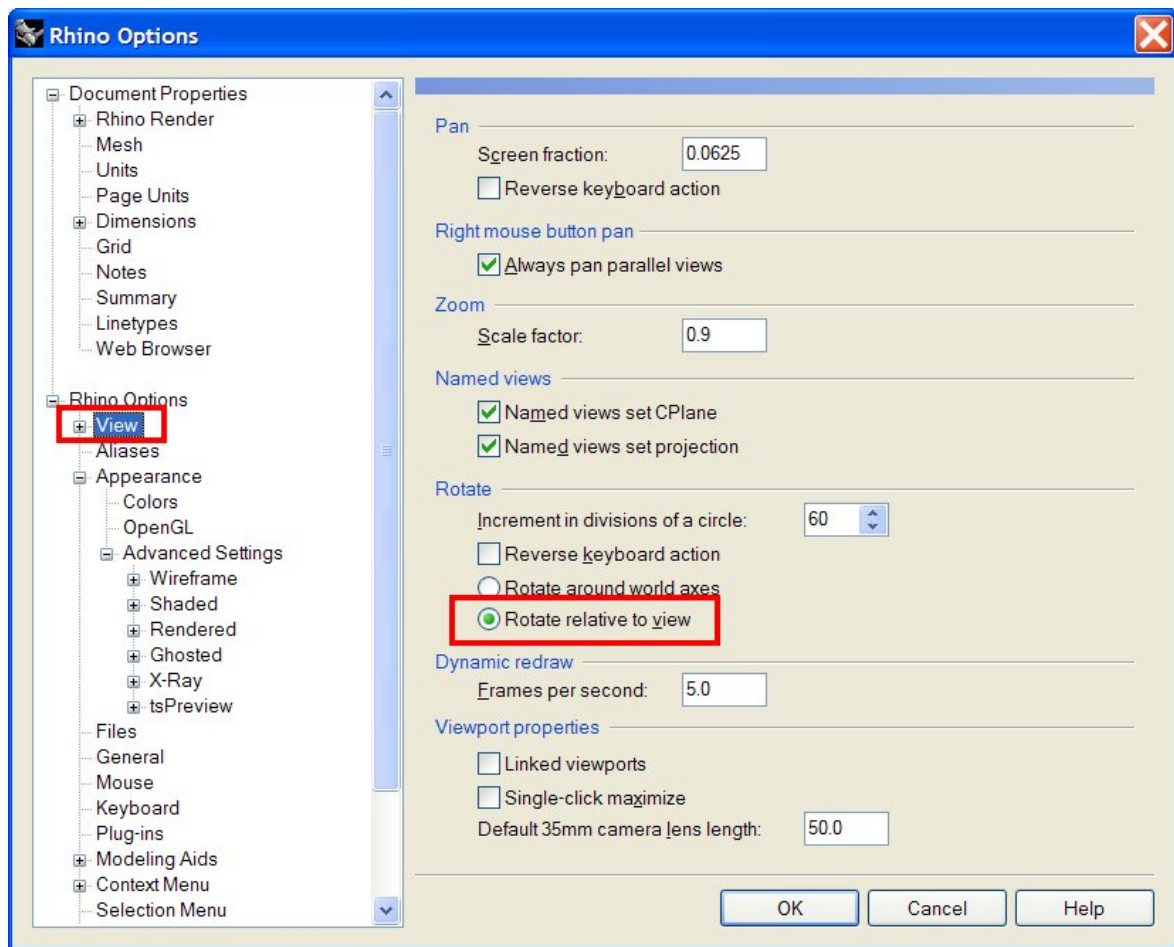 Rhino Options
Document Properties
Rhino Render
Mesh
Units
Page Units
Dimensions
Grid
Notes
Summary
Linetypes
Web Browser
Rhino Options
View
Aliases
Appearance
Colors
OpenGL
Advanced Settings
Wireframe
Shaded
Rendered
Ghosted
X-Ray
tsPreview
Files
General
Mouse
Keyboard
Plug-ins
Modeling Aids
Context Menu
Selection Menu
Pan
Screen fraction: 0.0625
Reverse keyboard action
Right mouse button pan
Always pan parallel views
Zoom
Scale factor: 0.9
Named views
Named views set CPlane
Named views set projection
Rotate
Increment in divisions of a circle: 60
Reverse keyboard action
Rotate around world axes
Rotate relative to view
Dynamic redraw
Frames per second: 5.0
Viewport properties
Linked viewports
Single-click maximize
Default 35mm camera lens length: 50.0
OK Cancel Help